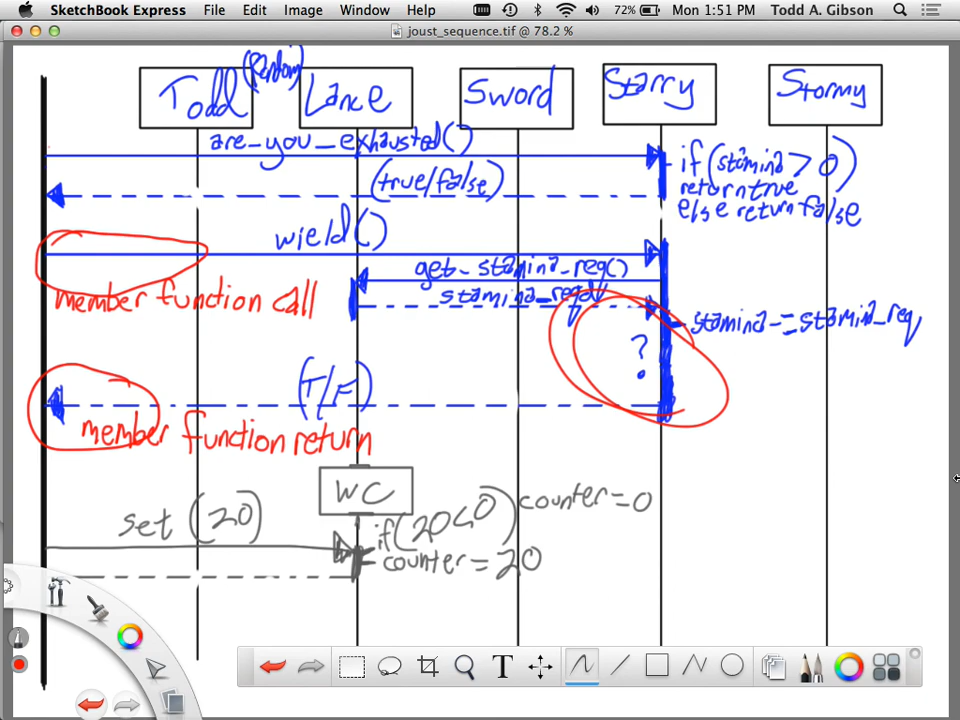 SketchBook Express File Edit Image Window Help 72% Mon 1:51 PM Todd A. Gibson
joust_sequence.tif @ 78.2 %
Todd (random) Lance Sword Starry Stormy
are_you_exhausted()
if (stamina > 0)
return true
else return false
(true/false)
wield()
get_stamina_req()
member function call
stamina_req'd
stamina -= stamina_req
?
(T/F)
member function return
WC
set (20)
if (20<0) counter = 0
counter = 20
T